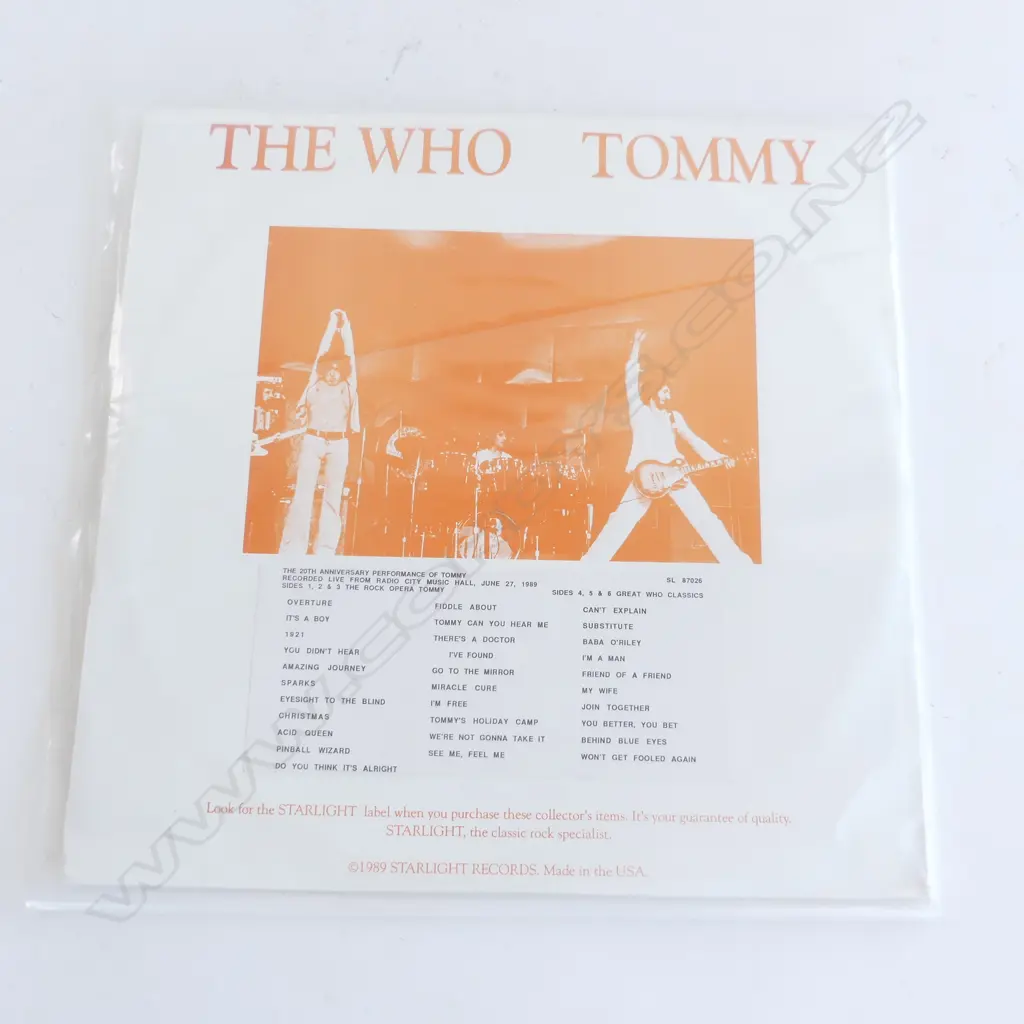 THE WHO TOMMY
THE 20TH ANNIVERSARY PERFORMANCE OF TOMMY
RECORDED LIVE FROM RADIO CITY MUSIC HALL, JUNE 27, 1989
SL 87026
SIDES 1, 2 & 3 THE ROCK OPERA TOMMY
SIDES 4, 5 & 6 GREAT WHO CLASSICS
OVERTURE
IT'S A BOY
1921
YOU DIDN'T HEAR
AMAZING JOURNEY
SPARKS
EYESIGHT TO THE BLIND
CHRISTMAS
ACID QUEEN
PINBALL WIZARD
DO YOU THINK IT'S ALRIGHT
FIDDLE ABOUT
TOMMY CAN YOU HEAR ME
THERE'S A DOCTOR
I'VE FOUND
GO TO THE MIRROR
MIRACLE CURE
I'M FREE
TOMMY'S HOLIDAY CAMP
WE'RE NOT GONNA TAKE IT
SEE ME, FEEL ME
CAN'T EXPLAIN
SUBSTITUTE
BABA O'RILEY
I'M A MAN
FRIEND OF A FRIEND
MY WIFE
JOIN TOGETHER
YOU BETTER, YOU BET
BEHIND BLUE EYES
WON'T GET FOOLED AGAIN
Look for the STARLIGHT label when you purchase these collector's items. It's your guarantee of quality.
STARLIGHT, the classic rock specialist.
©1989 STARLIGHT RECORDS. Made in the USA.